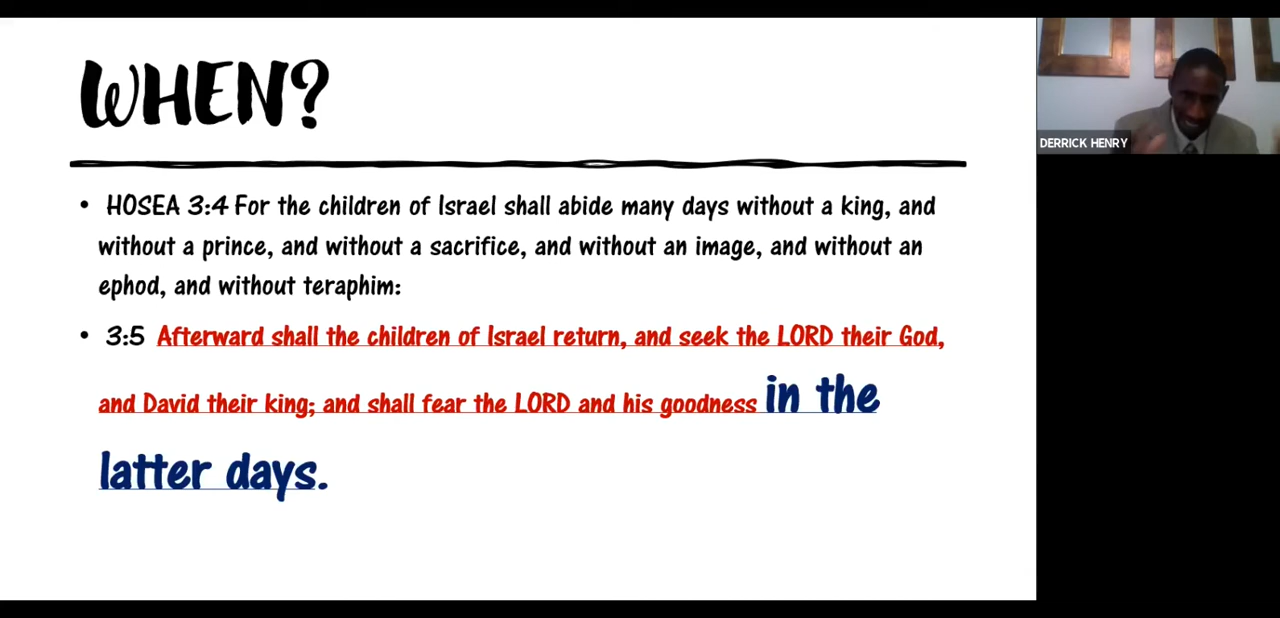 WHEN?
• HOSEA 3:4 For the children of Israel shall abide many days without a king, and
without a prince, and without a sacrifice, and without an image, and without an
ephod, and without teraphim:
• 3:5 Afterward shall the children of Israel return, and seek the LORD their God,
and David their king; and shall fear the LORD and his goodness in the
latter days.
DERRICK HENRY